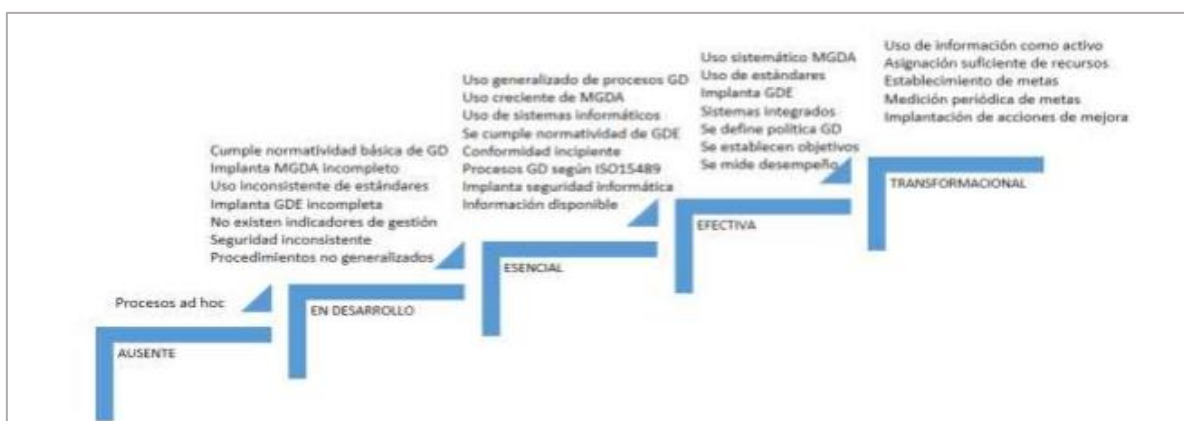 Procesos ad hoc
AUSENTE
Cumple normatividad básica de GD
Implanta MGDA incompleto
Uso inconsistente de estándares
Implanta GDE incompleta
No existen indicadores de gestión
Seguridad inconsistente
Procedimientos no generalizados
EN DESARROLLO
Uso generalizado de procesos GD
Uso creciente de MGDA
Uso de sistemas informáticos
Se cumple normatividad de GDE
Conformidad incipiente
Procesos GD según ISO15489
Implanta seguridad informática
Información disponible
ESENCIAL
Uso sistemático MGDA
Uso de estándares
Implanta GDE
Sistemas integrados
Se define política GD
Se establecen objetivos
Se mide desempeño
EFECTIVA
Uso de información como activo
Asignación suficiente de recursos
Establecimiento de metas
Medición periódica de metas
Implantación de acciones de mejora
TRANSFORMACIONAL